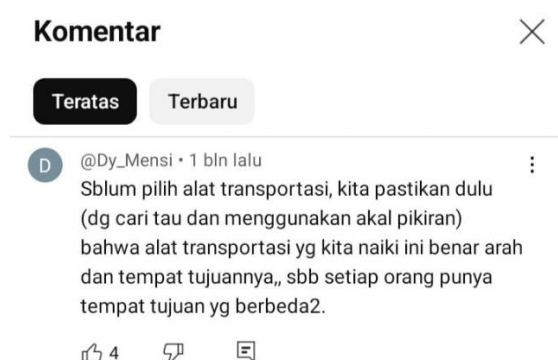 Komentar
Teratas Terbaru
D @Dy_Mensi • 1 bln lalu
Sblum pilih alat transportasi, kita pastikan dulu
(dg cari tau dan menggunakan akal pikiran)
bahwa alat transportasi yg kita naiki ini benar arah
dan tempat tujuannya,, sbb setiap orang punya
tempat tujuan yg berbeda2.
4